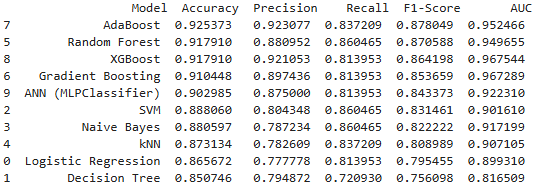 Model Accuracy Precision Recall F1-Score AUC
7 AdaBoost 0.925373 0.923077 0.837209 0.878049 0.952466
5 Random Forest 0.917910 0.880952 0.860465 0.870588 0.949655
8 XGBoost 0.917910 0.921053 0.813953 0.864198 0.967544
6 Gradient Boosting 0.910448 0.897436 0.813953 0.853659 0.967289
9 ANN (MLPClassifier) 0.902985 0.875000 0.813953 0.843373 0.922310
2 SVM 0.888060 0.804348 0.860465 0.831461 0.901610
3 Naive Bayes 0.880597 0.787234 0.860465 0.822222 0.917199
4 kNN 0.873134 0.782609 0.837209 0.808989 0.907105
0 Logistic Regression 0.865672 0.777778 0.813953 0.795455 0.899310
1 Decision Tree 0.850746 0.794872 0.720930 0.756098 0.816509